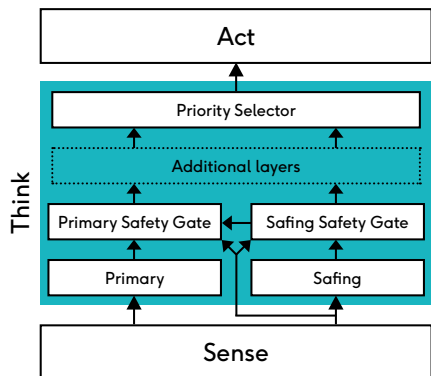 Act
Priority Selector
Additional layers
Think
Primary Safety Gate
Safing Safety Gate
Primary
Safing
Sense